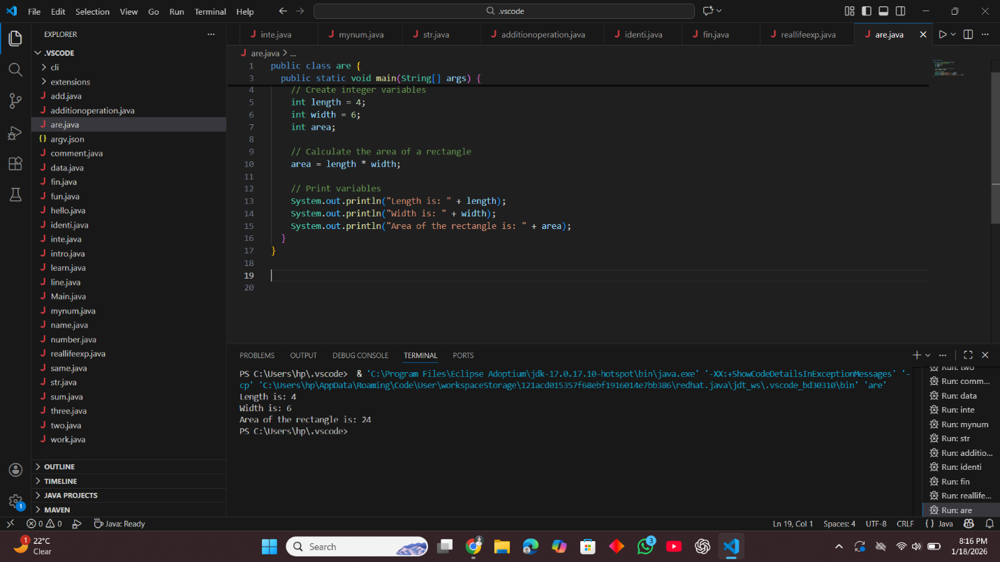 File Edit Selection View Go Run Terminal Help
.vscode
EXPLORER
.VSCODE
cli
extensions
add.java
additionoperation.java
are.java
argv.json
comment.java
data.java
fin.java
fun.java
hello.java
identi.java
inte.java
intro.java
learn.java
line.java
Main.java
mynum.java
name.java
number.java
reallifeexp.java
same.java
str.java
sum.java
three.java
two.java
work.java
OUTLINE
TIMELINE
JAVA PROJECTS
MAVEN
inte.java mynum.java str.java additionoperation.java identi.java fin.java reallifeexp.java are.java
are.java > ...
1 public class are {
3 public static void main(String[] args) {
4 // Create integer variables
5 int length = 4;
6 int width = 6;
7 int area;
8
9 // Calculate the area of a rectangle
10 area = length * width;
11
12 // Print variables
13 System.out.println("Length is: " + length);
14 System.out.println("Width is: " + width);
15 System.out.println("Area of the rectangle is: " + area);
16 }
17 }
18
19
20
PROBLEMS OUTPUT DEBUG CONSOLE TERMINAL PORTS
PS C:\Users\hp\.vscode> & 'C:\Program Files\Eclipse Adoptium\jdk-17.0.17.10-hotspot\bin\java.exe' '-XX:+ShowCodeDetailsInExceptionMessages' '-
cp' 'C:\Users\hp\AppData\Roaming\Code\User\workspaceStorage\121acd015357f68ebf1916014e7bb386\redhat.java\jdt_ws\.vscode_bd30310\bin' 'are'
Length is: 4
Width is: 6
Area of the rectangle is: 24
PS C:\Users\hp\.vscode>
Run: two
Run: comm...
Run: data
Run: inte
Run: mynum
Run: str
Run: additio...
Run: identi
Run: fin
Run: reallife...
Run: are
1
0 0 Java: Ready
Ln 19, Col 1 Spaces: 4 UTF-8 CRLF {} Java
1
22°C
Clear
Search
3
8:16 PM
1/18/2026